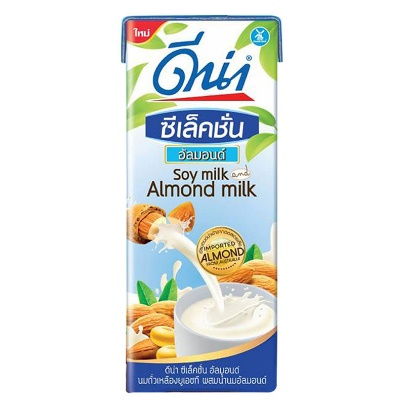 ใหม่
ดีน่า®
ซีเล็คชั่น
อัลมอนด์
Soy milk and
Almond milk
IMPORTED
ALMOND
FROM AUSTRALIA
ดีน่า ซีเล็คชั่น อัลมอนด์
นมถั่วเหลืองยูเอชที ผสมน้ำนมอัลมอนด์